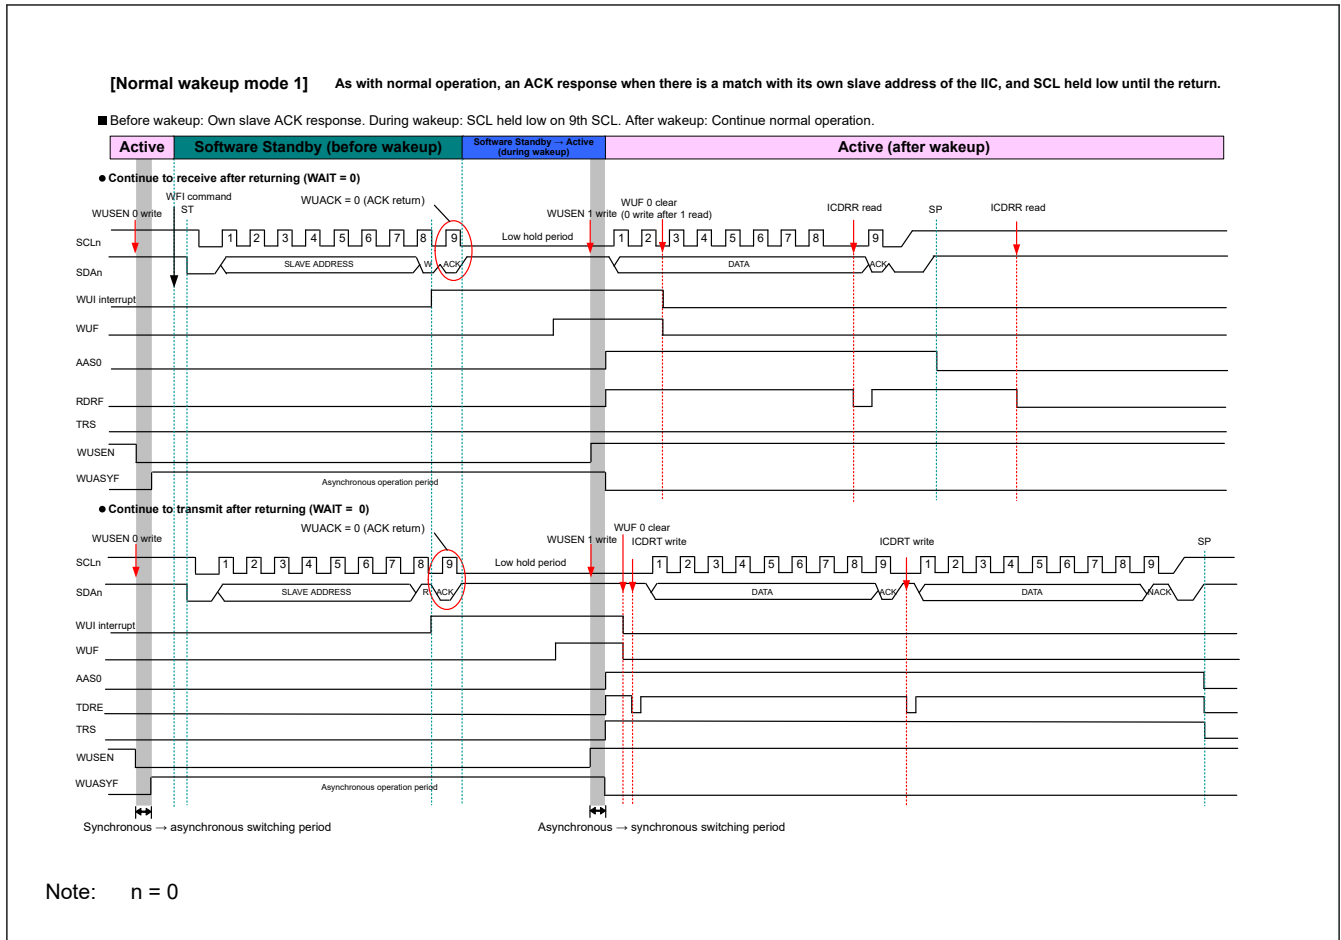 [Normal wakeup mode 1] As with normal operation, an ACK response when there is a match with its own slave address of the IIC, and SCL held low until the return.
■ Before wakeup: Own slave ACK response. During wakeup: SCL held low on 9th SCL. After wakeup: Continue normal operation.
Active
Software Standby (before wakeup)
Software Standby → Active
(during wakeup)
Active (after wakeup)
● Continue to receive after returning (WAIT = 0)
WFI command
WUSEN 0 write
ST
WUACK = 0 (ACK return)
WUSEN 1 write
WUF 0 clear
(0 write after 1 read)
ICDRR read
SP
ICDRR read
SCLn
1 2 3 4 5 6 7 8 9
Low hold period
1 2 3 4 5 6 7 8 9
SDAn
SLAVE ADDRESS
W
ACK
DATA
ACK
WUI interrupt
WUF
AAS0
RDRF
TRS
WUSEN
WUASYF
Asynchronous operation period
● Continue to transmit after returning (WAIT = 0)
WUSEN 0 write
WUACK = 0 (ACK return)
WUSEN 1 write
WUF 0 clear
ICDRT write
ICDRT write
SP
SCLn
1 2 3 4 5 6 7 8 9
Low hold period
1 2 3 4 5 6 7 8 9
1 2 3 4 5 6 7 8 9
SDAn
SLAVE ADDRESS
R
ACK
DATA
ACK
DATA
NACK
WUI interrupt
WUF
AAS0
TDRE
TRS
WUSEN
WUASYF
Asynchronous operation period
Synchronous → asynchronous switching period
Asynchronous → synchronous switching period
Note: n = 0